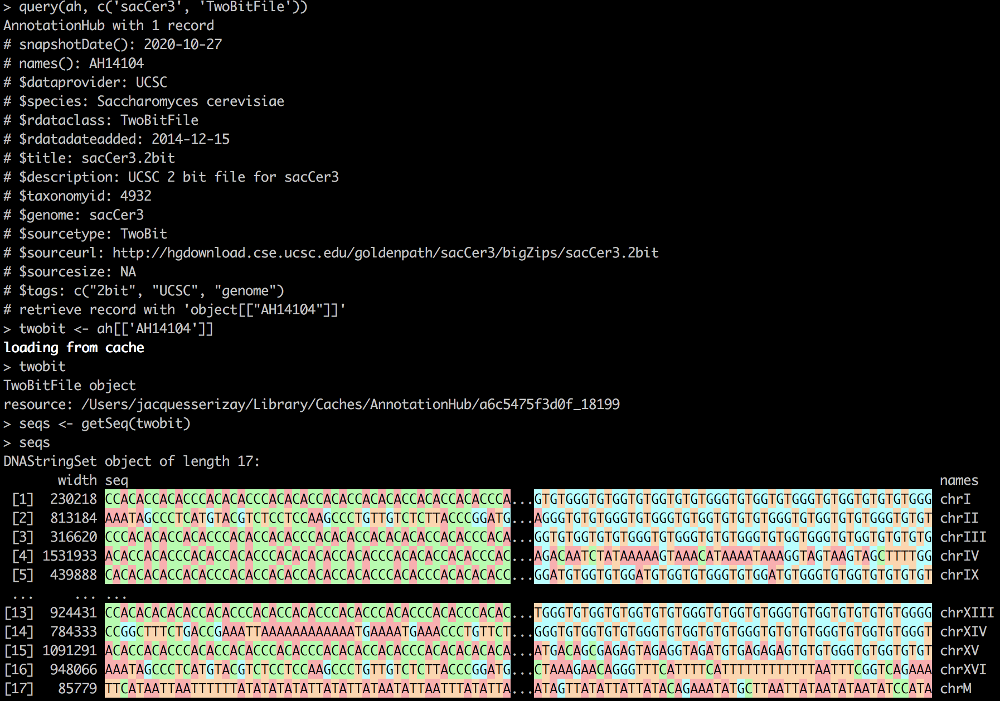 > query(ah, c('sacCer3', 'TwoBitFile'))
AnnotationHub with 1 record
# snapshotDate(): 2020-10-27
# names(): AH14104
# $dataprovider: UCSC
# $species: Saccharomyces cerevisiae
# $rdataclass: TwoBitFile
# $rdatadateadded: 2014-12-15
# $title: sacCer3.2bit
# $description: UCSC 2 bit file for sacCer3
# $taxonomyid: 4932
# $genome: sacCer3
# $sourcetype: TwoBit
# $sourceurl: http://hgdownload.cse.ucsc.edu/goldenpath/sacCer3/bigZips/sacCer3.2bit
# $sourcesize: NA
# $tags: c("2bit", "UCSC", "genome")
# retrieve record with 'object[["AH14104"]]'
> twobit <- ah[['AH14104']]
loading from cache
> twobit
TwoBitFile object
resource: /Users/jacquesserizay/Library/Caches/AnnotationHub/a6c5475f3d0f_18199
> seqs <- getSeq(twobit)
> seqs
DNAStringSet object of length 17:
width seq names
[1] 230218 CCACACCACACCCACACACCCACACACCACACCACACACCACACCACACCCA...GTGTGGGTGTGGTGTGGTGTGTGGGTGTGGTGTGGGTGTGGTGTGTGTGGG chrI
[2] 813184 AAATAGCCCTCATGTACGTCTCCTCCAAGCCCTGTTGTCTCTTACCCGGATG...AGGGTGTGTGGGTGTGGGTGTGGTGTGTGTGGGTGTGGTGTGTGGGTGTGT chrII
[3] 316620 CCCACACACCACACCCACACCACACCCACACACCACACACACCACACCCACA...GGTGTGGTGTGTGGGTGTGGGTGTGTGGGTGTGGTGGGTGTGGTGTGTGTG chrIII
[4] 1531933 ACACCACACCCACACCACACCCACACACACCACACCCACACACCACACCCAC...AGACAATCTATAAAAAGTAAACATAAAATAAAGGTAGTAAGTAGCTTTTGG chrIV
[5] 439888 CACACACACCACACCCACACCACACCACACCACACCCACACCCACACACACC...GGATGTGGTGTGGATGTGGTGTGGGTGTGGATGTGGGTGTGGTGTGTGTGT chrIX
... ... ...
[13] 924431 CCACACACACACCACACCCACACCACACCCACACCCACACCCACACCCACAC...TGGGTGTGGTGTGTGGTGTGGGTGTGGGTGTGGTGTGGTGTGTGTGTGGGG chrXIII
[14] 784333 CCGGCTTTCTGACCGAAATTAAAAAAAAAAAATGAAAATGAAACCCTGTTCT...GGGTGTGGTGTGTGGGTGTGGTGTGGTGTGGGTGTGTGTGGGTGTGGTGTGGGT chrXIV
[15] 1091291 ACACCACACCCACACCACACCCACACCCACACCACACCACACCCACACACACACA...ATGACAGCGAGAGTAGAGGTAGATGTGAGAGAGTGTGTGGGTGTGGTGTGT chrXV
[16] 948066 AAATAGCCCTCATGTACGTCTCCTCCAAGCCCTGTTGTCTCTTACCCGGATG...CTAAAGAACAGGGTTTCATTTTCATTTTTTTTTTTTAATTTCGGTCAGAAA chrXVI
[17] 85779 TTCATAATTAATTTTTTATATATATATTATATTATAATATTAATTTATATTA...ATAGTTATATTATTATACAGAAATATGCTTAATTATAATATAATATCCATA chrM